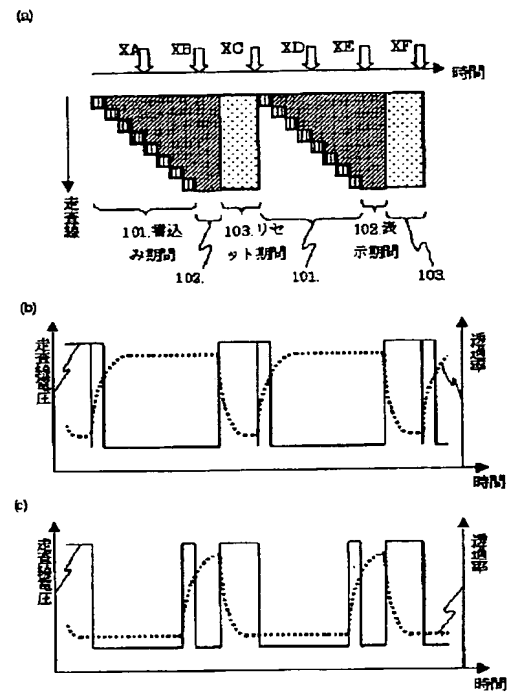 (a)
XA XB XC XD XE XF
時間
走査線
101.書込み期間
102.
103.リセット期間
101.
102.表示期間
103.
(b)
走査線電圧
透過率
時間
(c)
走査線電圧
透過率
時間